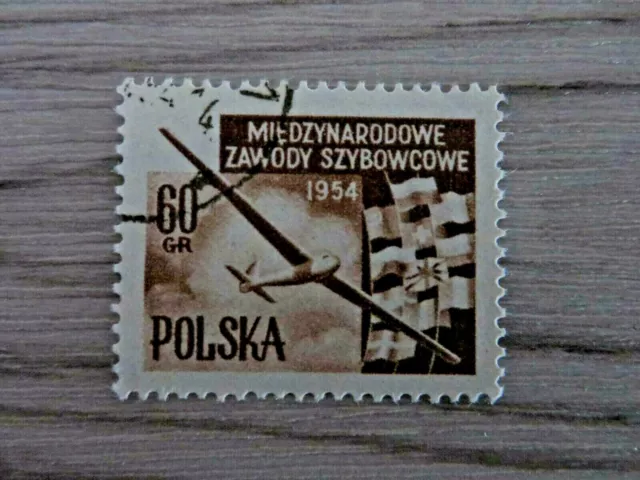 MIĘDZYNARODOWE
ZAWODY SZYBOWCOWE
1954
60
GR
POLSKA